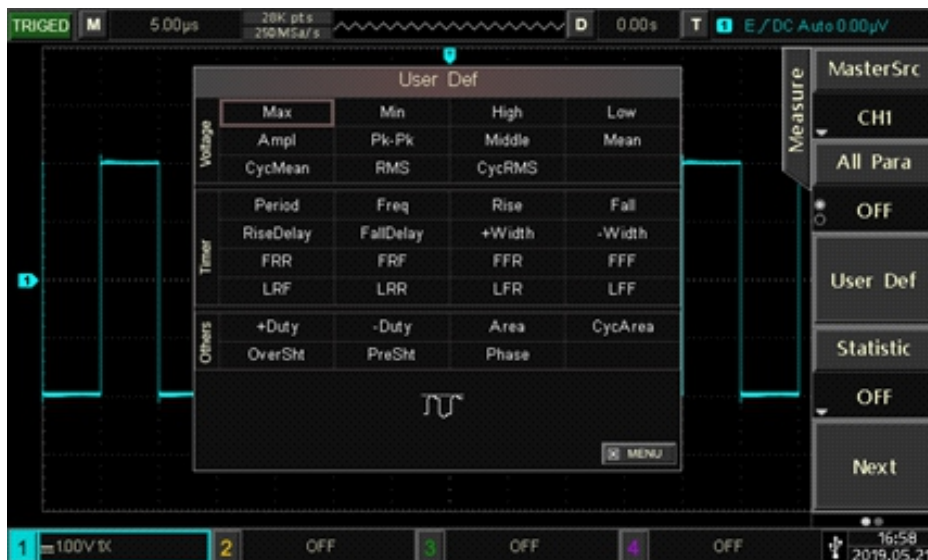 TRIGED M 5.00μs 28K pts D 0.00s T 1 E DC Auto 0.00μV
250MSa/s
Measure
MasterSrc
CH1
All Para
OFF
User Def
Statistic
OFF
Next
User Def
Voltage
Max Min High Low
Ampl Pk-Pk Middle Mean
CycMean RMS CycRMS
Timer
Period Freq Rise Fall
RiseDelay FallDelay +Width -Width
FRR FRF FFR FFF
LRF LRR LFR LFF
Others
+Duty -Duty Area CycArea
OverSht PreSht Phase
MENU
1
1 1.00V 1X 2 OFF 3 OFF 4 OFF
16:58
2019.05.21